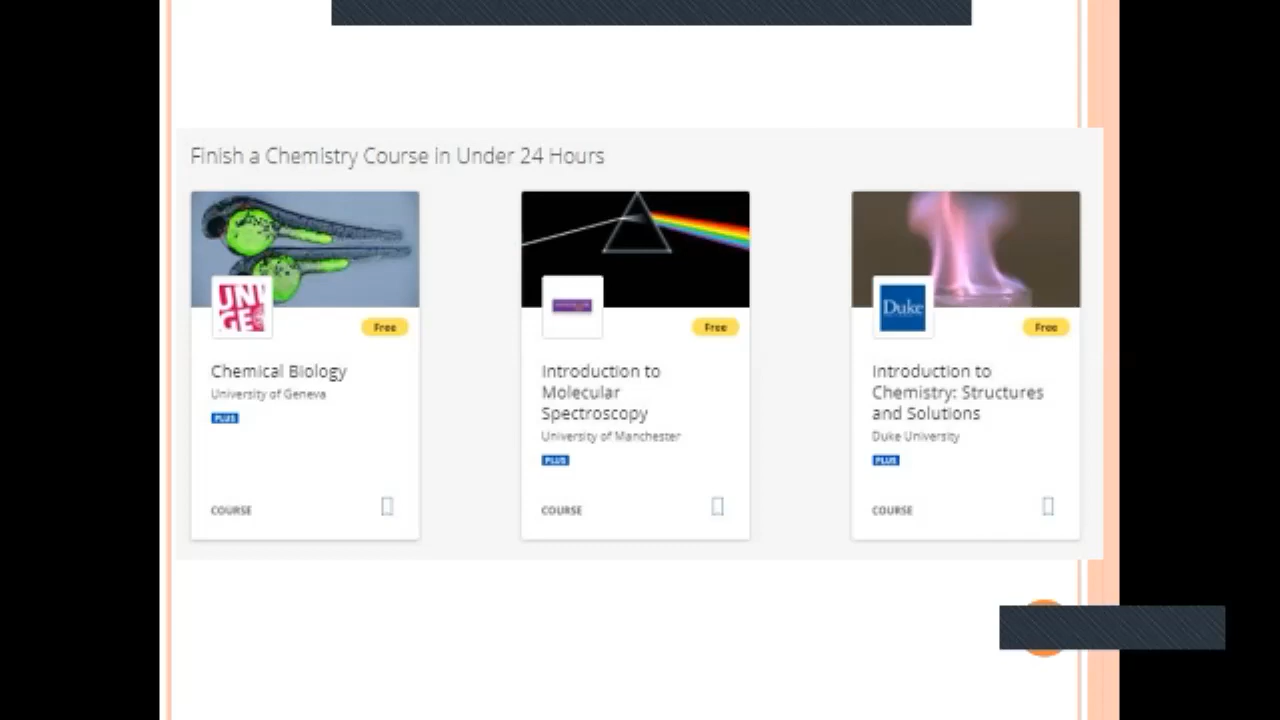 Finish a Chemistry Course in Under 24 Hours
UNI
GE
Free
Chemical Biology
University of Geneva
PLUS
COURSE
Free
Introduction to
Molecular
Spectroscopy
University of Manchester
PLUS
COURSE
Duke
Free
Introduction to
Chemistry: Structures
and Solutions
Duke University
PLUS
COURSE